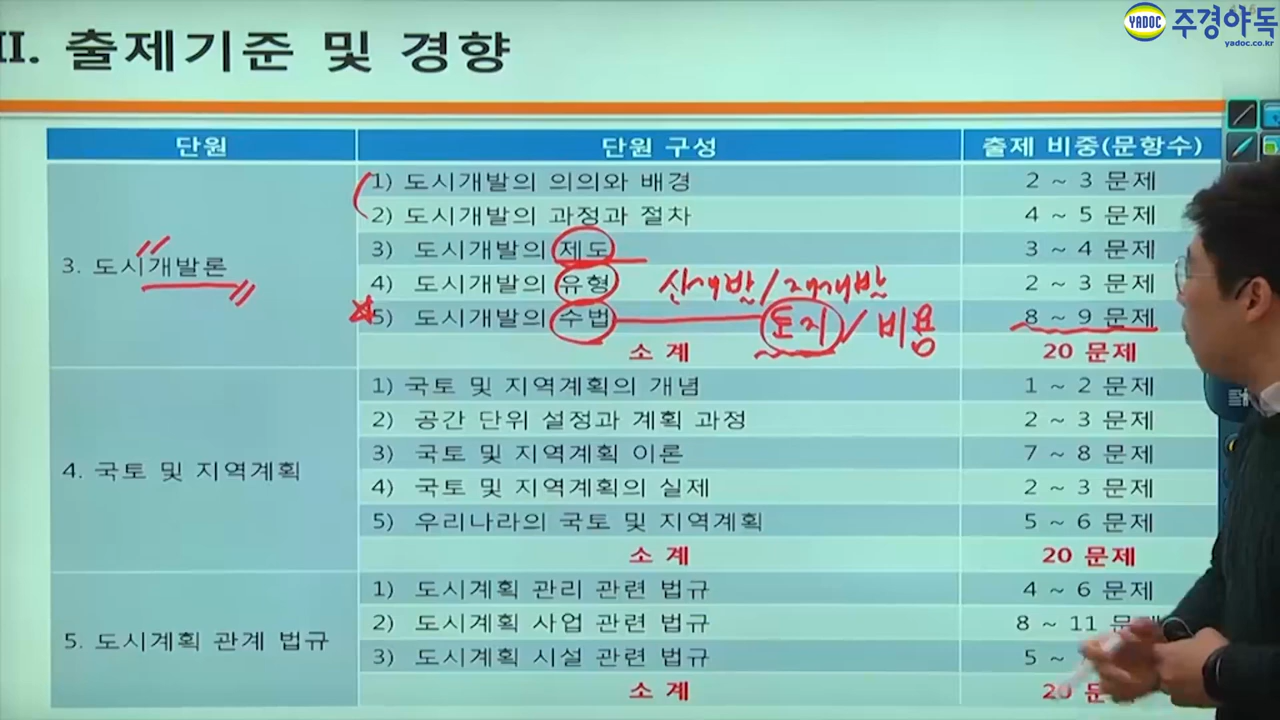 YADOC 주경야독
yadoc.co.kr
II. 출제기준 및 경향
단원 단원 구성 출제 비중(문항수)
1) 도시개발의 의의와 배경 2 ~ 3 문제
2) 도시개발의 과정과 절차 4 ~ 5 문제
3. 도시개발론
3) 도시개발의 제도 3 ~ 4 문제
4) 도시개발의 유형 신개발/재개발 2 ~ 3 문제
5) 도시개발의 수법 토지/비용 8 ~ 9 문제
소 계 20 문제
1) 국토 및 지역계획의 개념 1 ~ 2 문제
2) 공간 단위 설정과 계획 과정 2 ~ 3 문제
4. 국토 및 지역계획
3) 국토 및 지역계획 이론 7 ~ 8 문제
4) 국토 및 지역계획의 실제 2 ~ 3 문제
5) 우리나라의 국토 및 지역계획 5 ~ 6 문제
소 계 20 문제
1) 도시계획 관리 관련 법규 4 ~ 6 문제
5. 도시계획 관계 법규
2) 도시계획 사업 관련 법규 8 ~ 11 문제
3) 도시계획 시설 관련 법규 5 ~
소 계 20 문